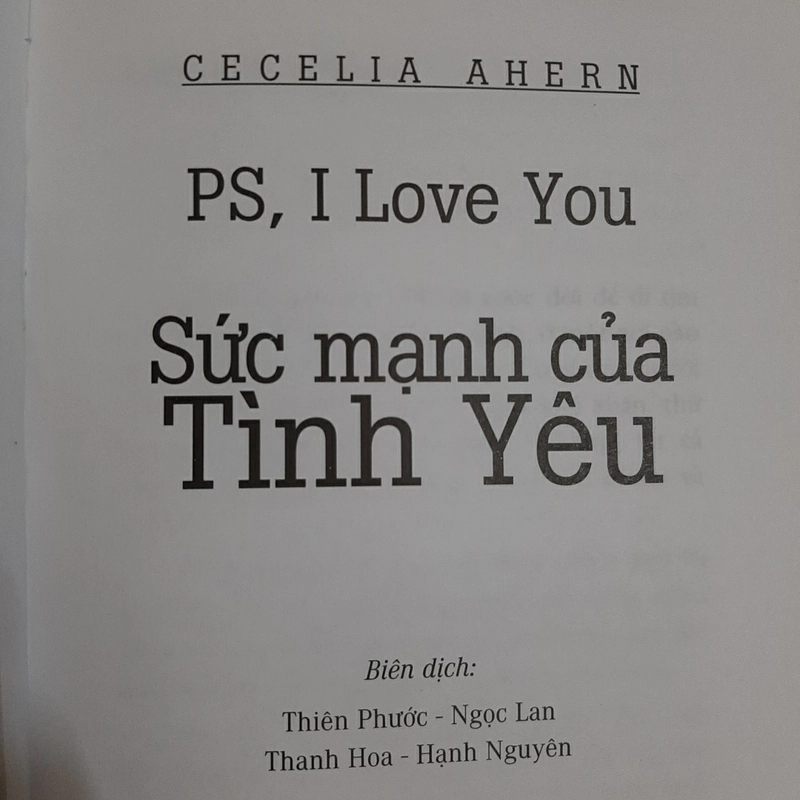 CECELIA AHERN
PS, I Love You
Sức mạnh của
Tình Yêu
Biên dịch:
Thiên Phước - Ngọc Lan
Thanh Hoa - Hạnh Nguyên